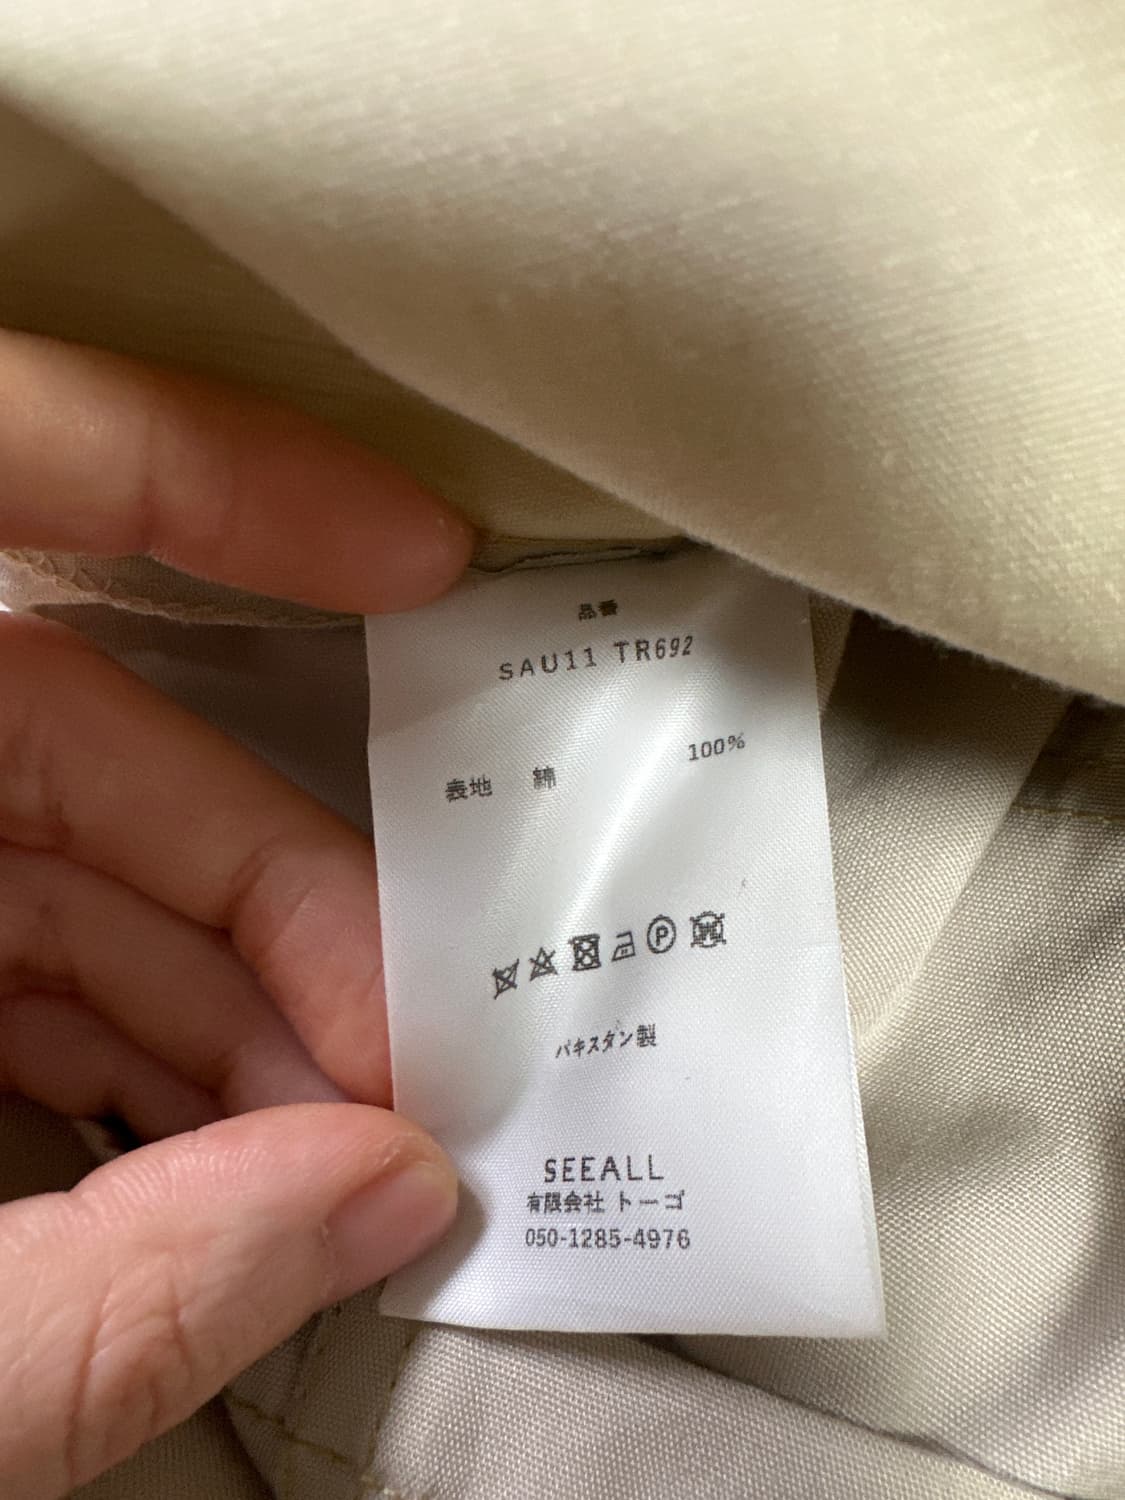 品番
SAU11 TR692
表地 綿 100%
P W
パキスタン製
SEEALL
有限会社 トーゴ
050-1285-4976